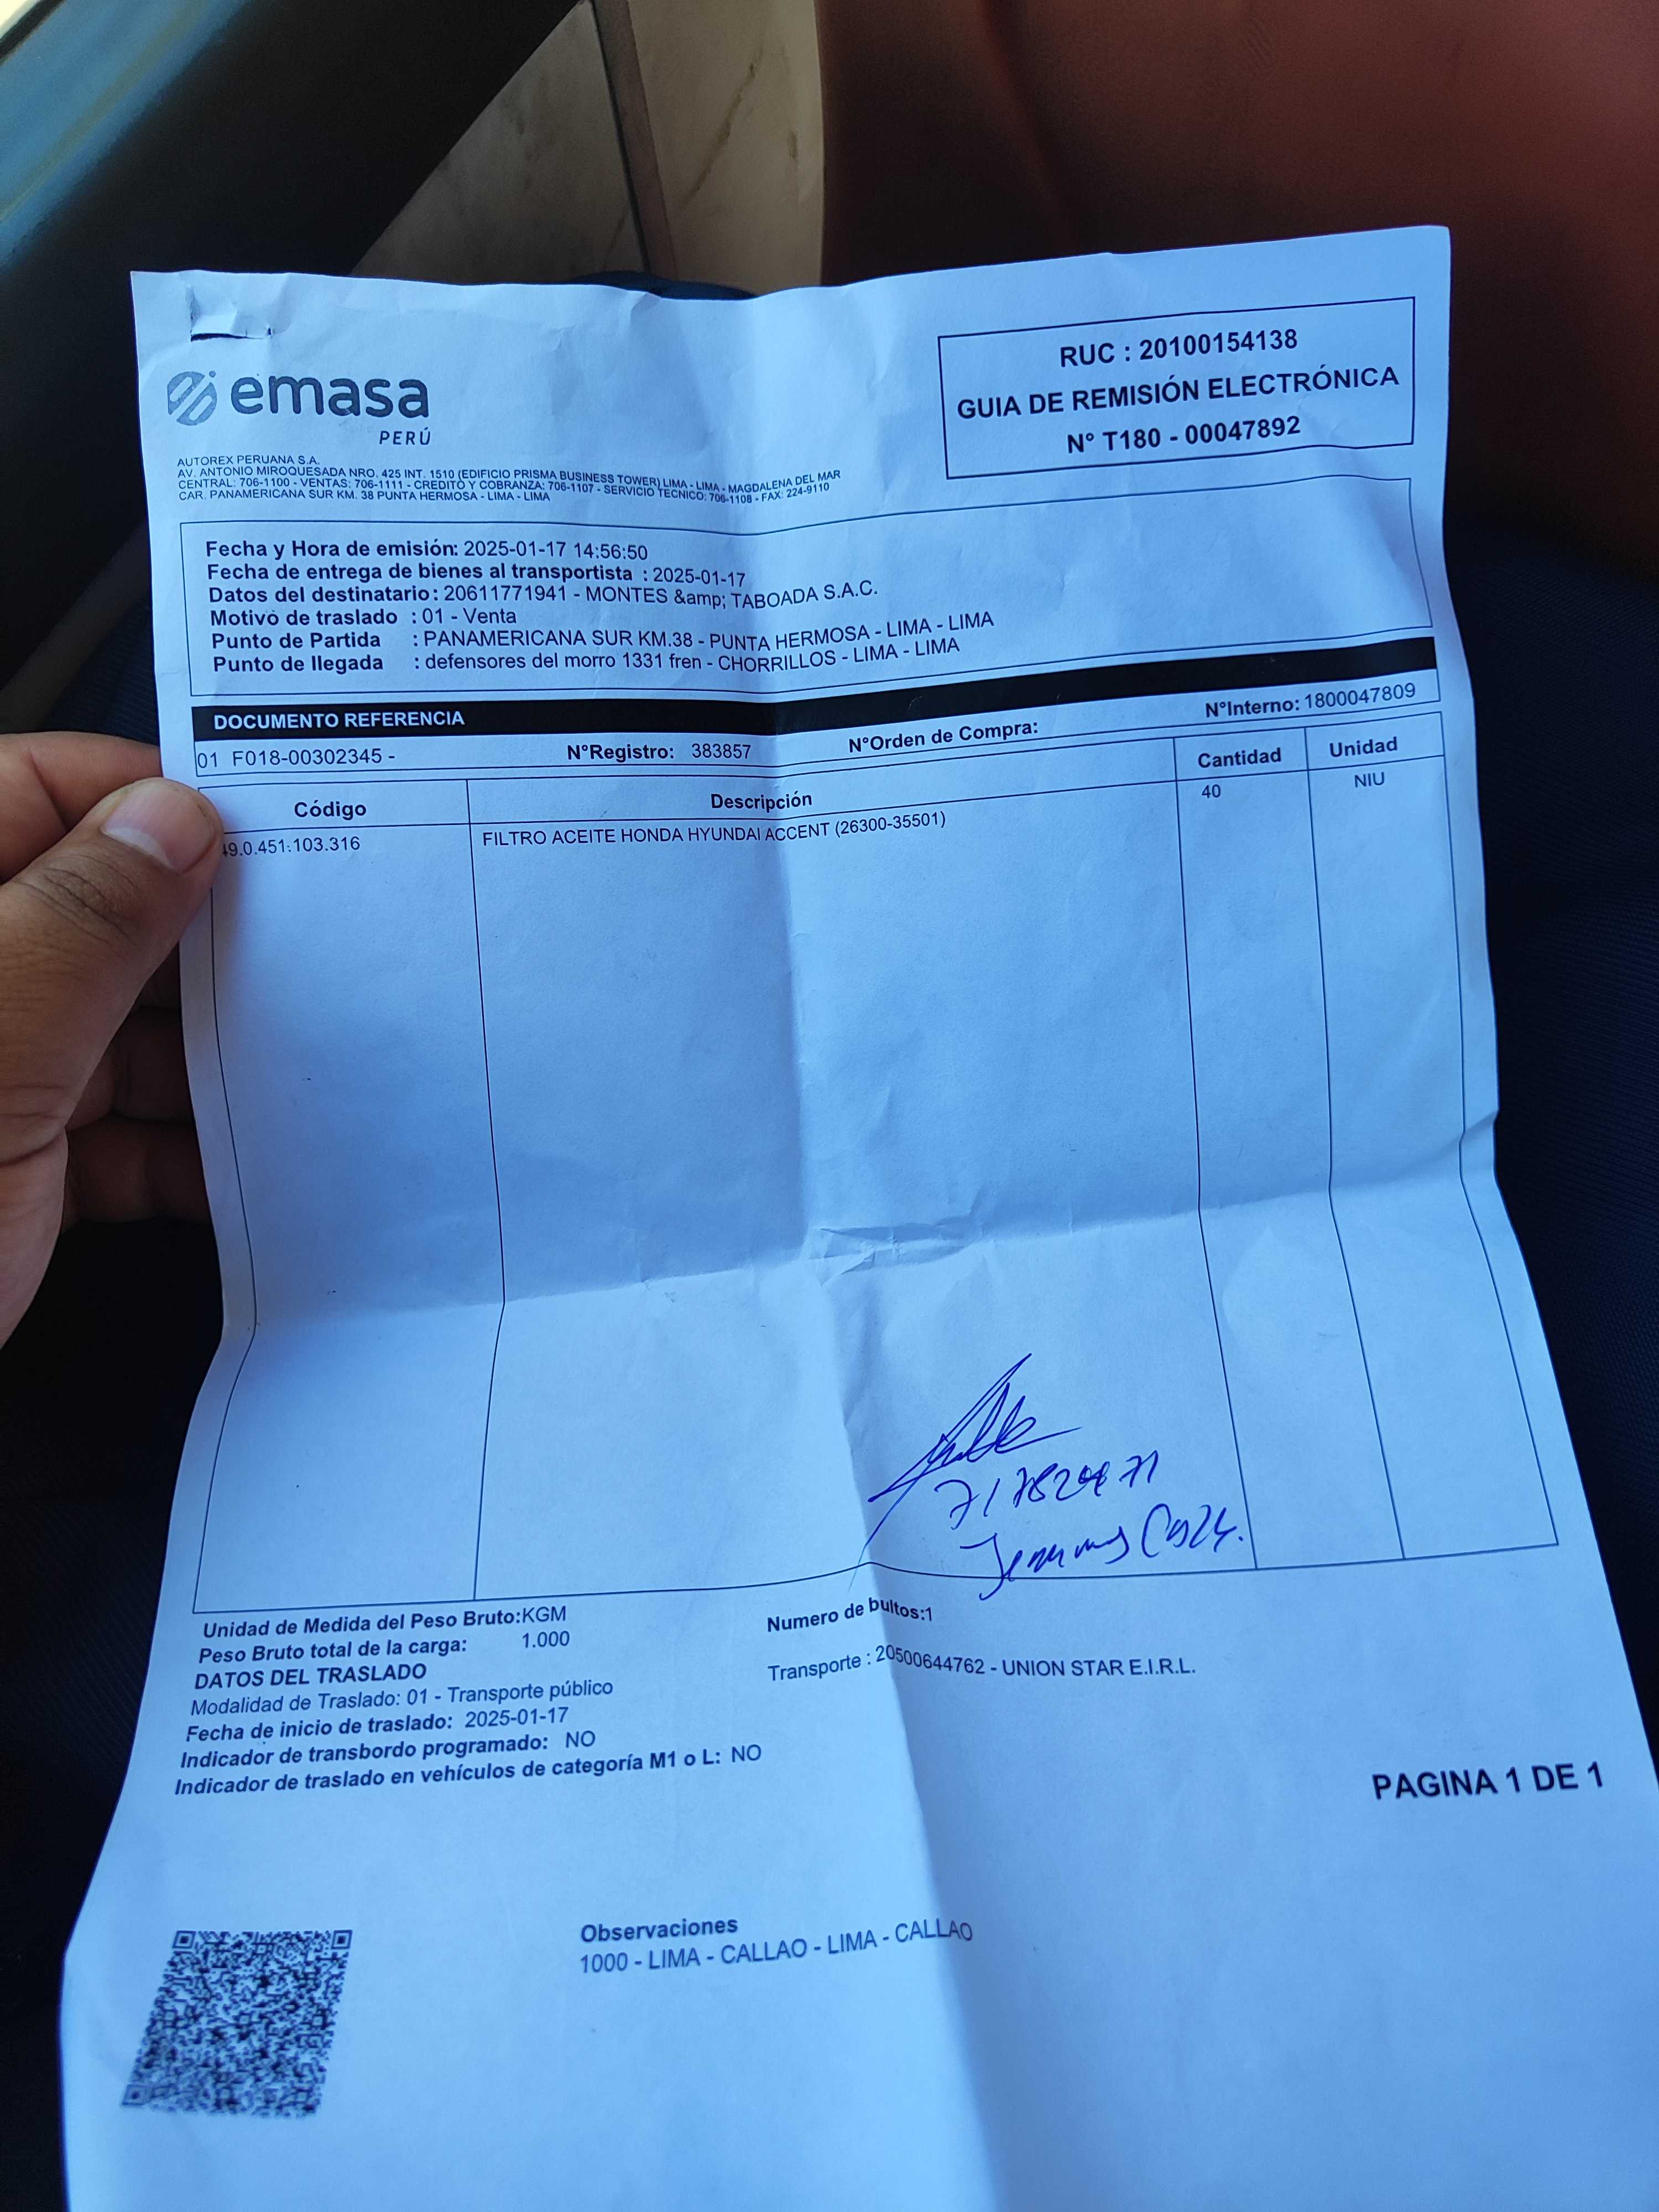 emasa
PERÚ
RUC : 20100154138
GUIA DE REMISIÓN ELECTRÓNICA
N° T180 - 00047892
AUTOREX PERUANA S.A.
AV. ANTONIO MIROQUESADA NRO. 425 INT. 1510 (EDIFICIO PRISMA BUSINESS TOWER) LIMA - LIMA - MAGDALENA DEL MAR
CENTRAL: 706-1100 - VENTAS: 706-1111 - CREDITO Y COBRANZA: 706-1107 - SERVICIO TECNICO: 706-1108 - FAX: 224-9110
CAR. PANAMERICANA SUR KM. 38 PUNTA HERMOSA - LIMA - LIMA
Fecha y Hora de emisión: 2025-01-17 14:56:50
Fecha de entrega de bienes al transportista : 2025-01-17
Datos del destinatario: 20611771941 - MONTES &amp; TABOADA S.A.C.
Motivo de traslado : 01 - Venta
Punto de Partida : PANAMERICANA SUR KM.38 - PUNTA HERMOSA - LIMA - LIMA
Punto de llegada : defensores del morro 1331 fren - CHORRILLOS - LIMA - LIMA
DOCUMENTO REFERENCIA
01 F018-00302345 - N°Registro: 383857 N°Orden de Compra: N°Interno: 1800047809
Código Descripción Cantidad Unidad
49.0.451.103.316 FILTRO ACEITE HONDA HYUNDAI ACCENT (26300-35501) 40 NIU
Unidad de Medida del Peso Bruto:KGM Numero de bultos:1
Peso Bruto total de la carga: 1.000
DATOS DEL TRASLADO Transporte : 20500644762 - UNION STAR E.I.R.L.
Modalidad de Traslado: 01 - Transporte público
Fecha de inicio de traslado: 2025-01-17
Indicador de transbordo programado: NO
Indicador de traslado en vehículos de categoría M1 o L: NO
PAGINA 1 DE 1
Observaciones
1000 - LIMA - CALLAO - LIMA - CALLAO